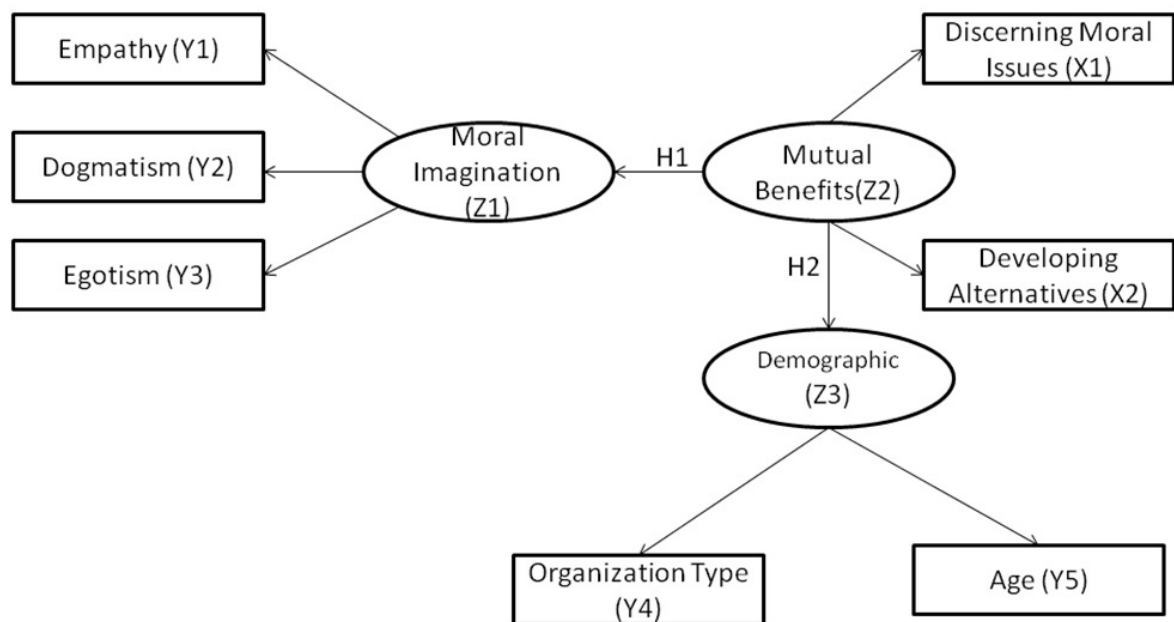 Empathy (Y1)
Discerning Moral
Issues (X1)
Moral
Imagination
(Z1)
H1
Mutual
Benefits(Z2)
Dogmatism (Y2)
Egotism (Y3)
H2
Developing
Alternatives (X2)
Demographic
(Z3)
Organization Type
(Y4)
Age (Y5)